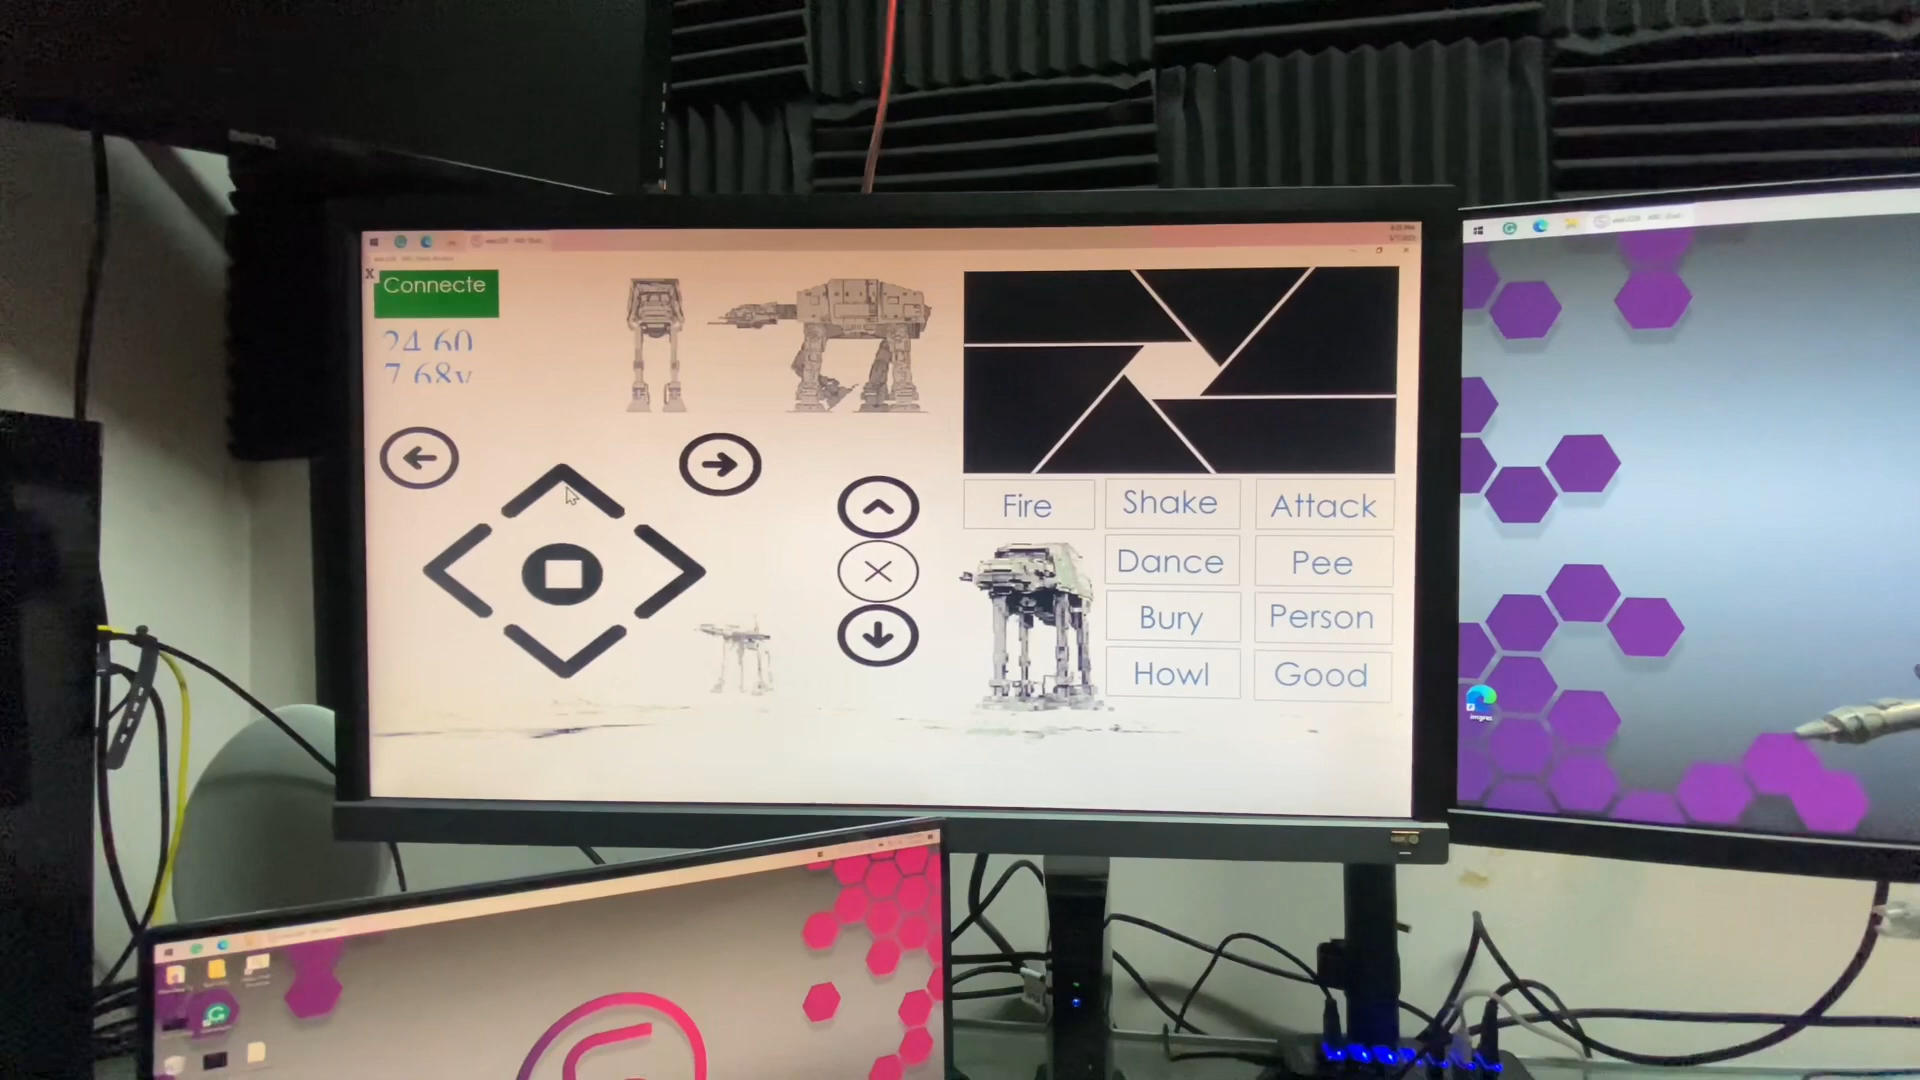 X
Connecte
24.60
7.68v
Fire
Shake
Attack
Dance
Pee
Bury
Person
Howl
Good